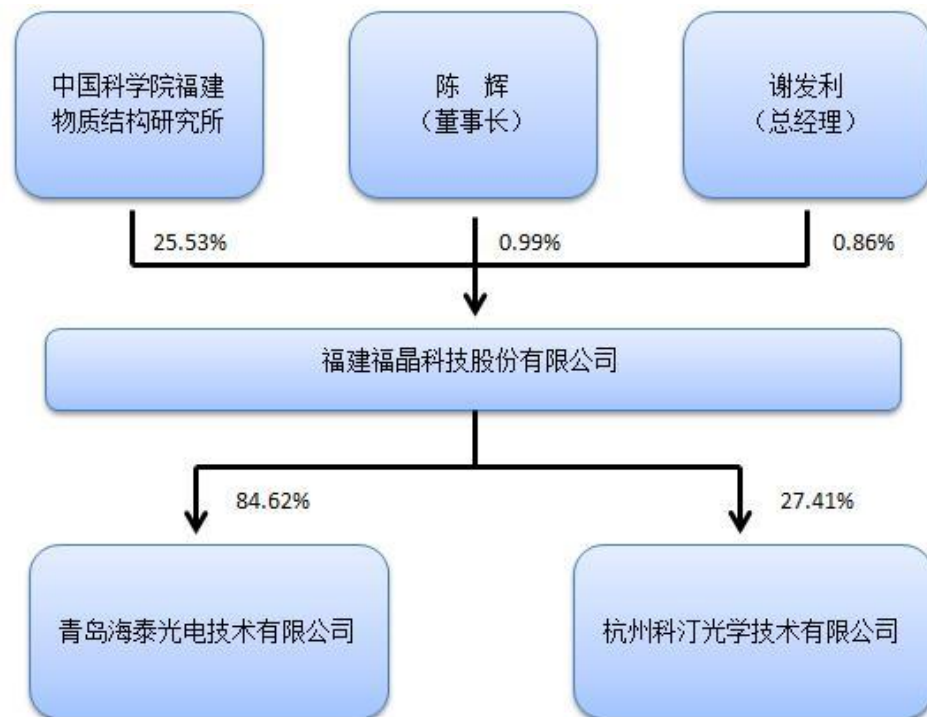 中国科学院福建
物质结构研究所
陈 辉
（董事长）
谢发利
（总经理）
25.53%
0.99%
0.86%
福建福晶科技股份有限公司
84.62%
27.41%
青岛海泰光电技术有限公司
杭州科汀光学技术有限公司